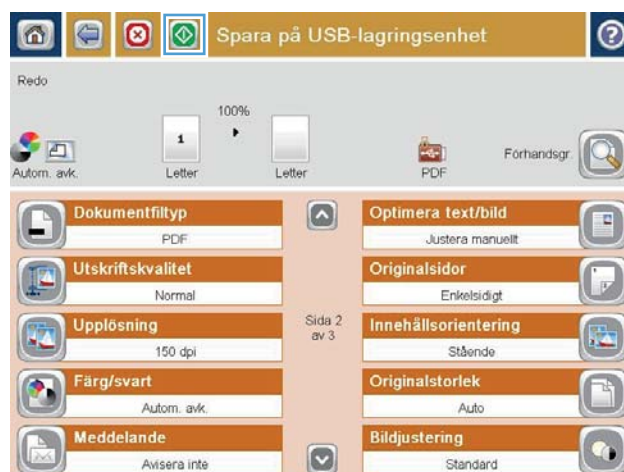 Spara på USB-lagringsenhet
Redo
100%
1
Autom. avk.
Letter
Letter
PDF
Förhandsgr.
Dokumentfiltyp
PDF
Utskriftskvalitet
Normal
Upplösning
150 dpi
Färg/svart
Autom. avk.
Meddelande
Avisera inte
Sida 2
av 3
Optimera text/bild
Justera manuellt
Originalsidor
Enkelsidigt
Innehållsorientering
Stående
Originalstorlek
Auto
Bildjustering
Standard